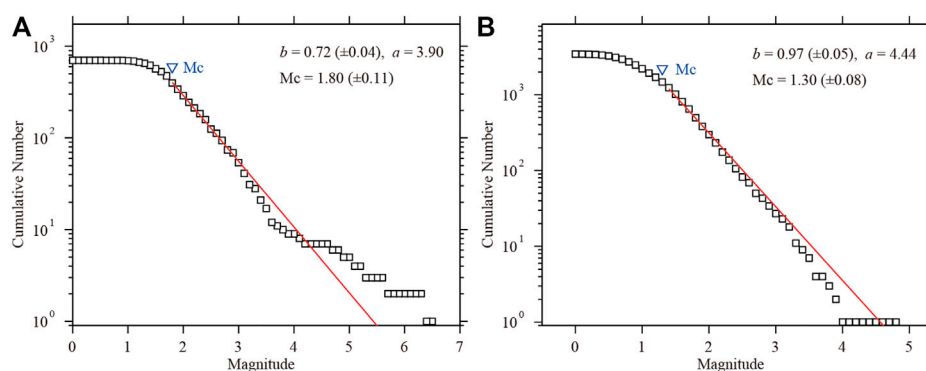 A
b = 0.72 (±0.04), a = 3.90
Mc = 1.80 (±0.11)
Mc
Cumulative Number
10³
10²
10¹
10⁰
0 1 2 3 4 5 6 7
Magnitude
B
b = 0.97 (±0.05), a = 4.44
Mc = 1.30 (±0.08)
Mc
Cumulative Number
10³
10²
10¹
10⁰
0 1 2 3 4 5
Magnitude